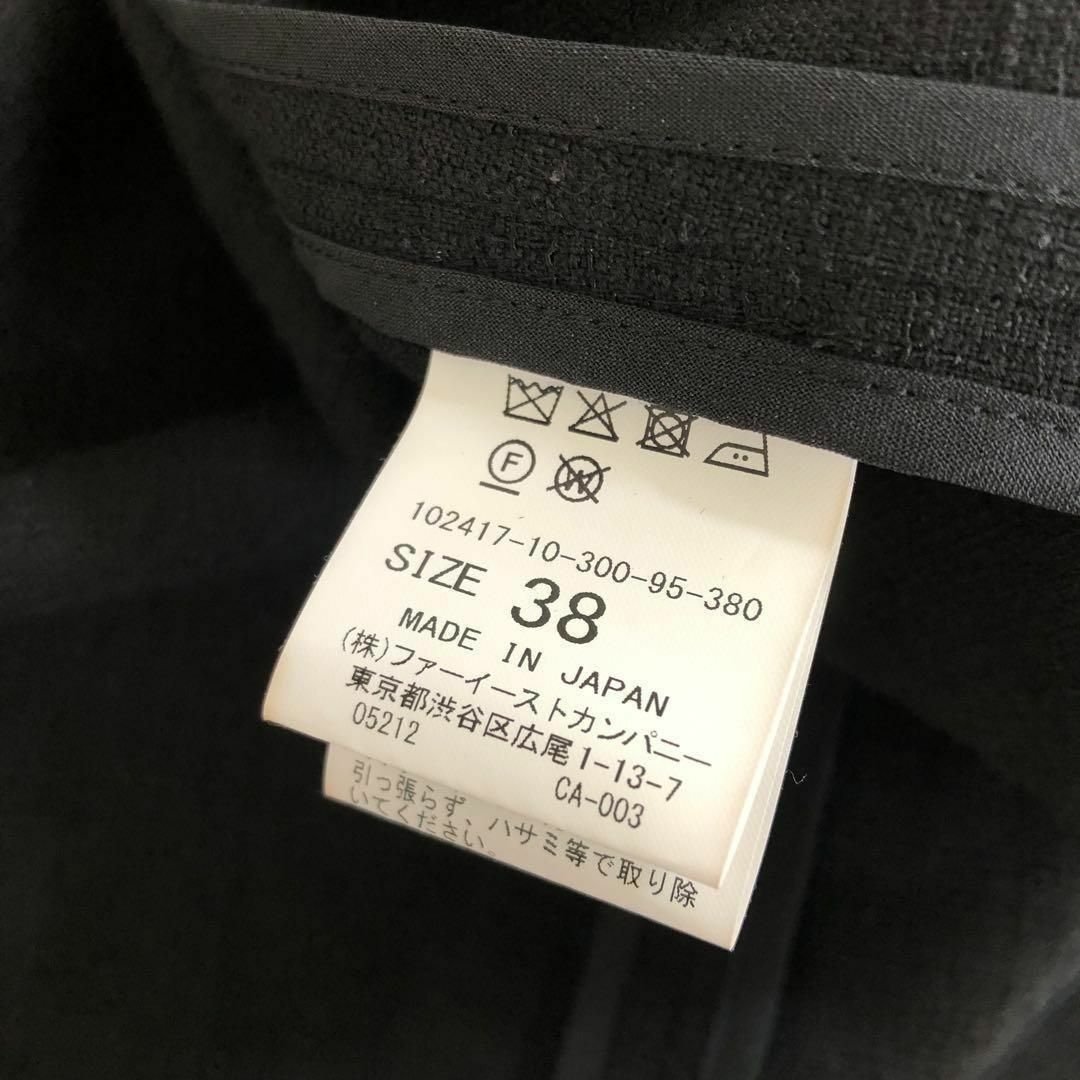 F W
102417-10-300-95-380
SIZE 38
MADE IN JAPAN
(株)ファーイーストカンパニー
東京都渋谷区広尾1-13-7
05212 CA-003
引っ張らず、ハサミ等で取り除
いてください。